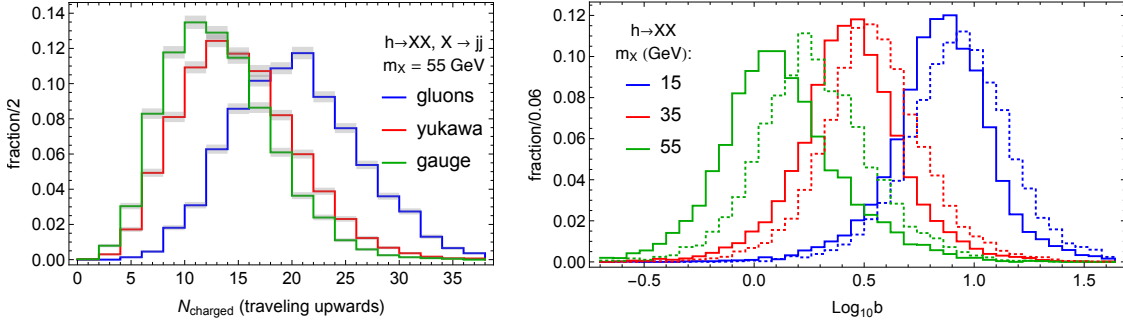 0.14
0.12
0.10
0.08
0.06
0.04
0.02
0.00
fraction/2
h→XX, X → jj
m_X = 55 GeV
gluons
yukawa
gauge
0 5 10 15 20 25 30 35
N_charged (traveling upwards)
0.12
0.10
0.08
0.06
0.04
0.02
0.00
fraction/0.06
h→XX
m_X (GeV):
15
35
55
-0.5 0.0 0.5 1.0 1.5
Log_10 b